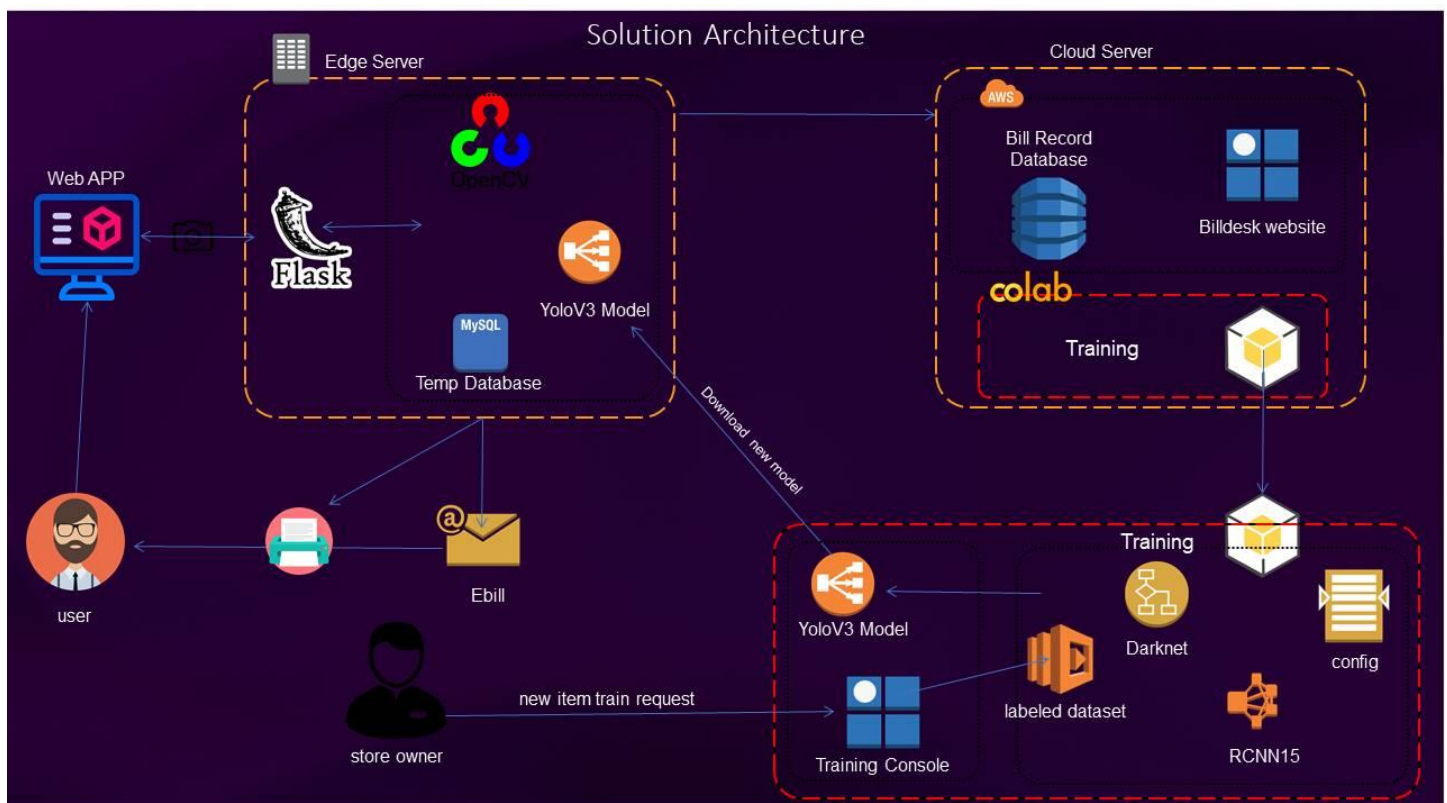 Solution Architecture
Edge Server
Cloud Server
AWS
OpenCV
Bill Record
Database
Web APP
Billdesk website
Flask
colab
YoloV3 Model
MySQL
Training
Temp Database
Download new model
Training
Ebill
user
YoloV3 Model
Darknet
config
new item train request
labeled dataset
store owner
Training Console
RCNN15